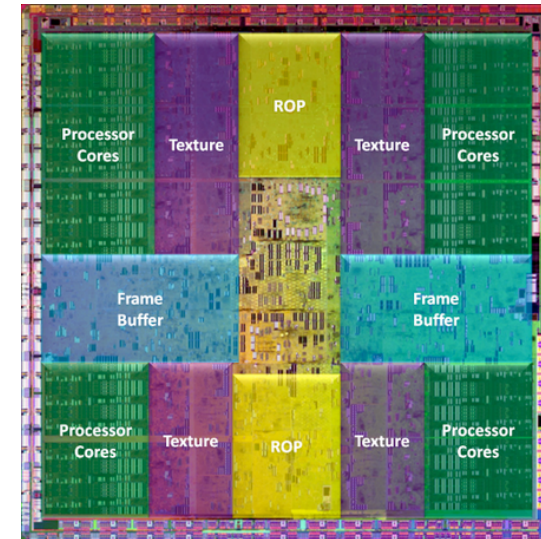 ROP
Processor
Cores
Texture
Texture
Processor
Cores
Frame
Buffer
Frame
Buffer
Processor
Cores
Texture
ROP
Texture
Processor
Cores